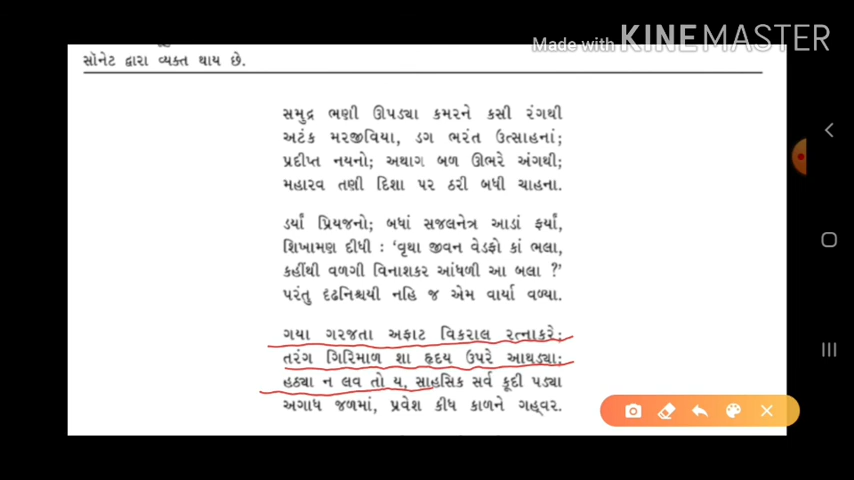 Made with KINEMASTER
સૉનેટ દ્વારા વ્યક્ત થાય છે.
સમુદ્ર ભણી ઊપડ્યા કમરને કસી રંગથી
અટંક મરજીવિયા, ડગ ભરંત ઉત્સાહનાં;
પ્રદીપ્ત નયનો; અથાગ બળ ઊભરે અંગથી;
મહારવ તણી દિશા પર ઠરી બધી ચાહના.
ડર્યાં પ્રિયજનો; બધાં સજલનેત્ર આડાં ફર્યાં,
શિખામણ દીધી : ‘વૃથા જીવન વેડફો કાં ભલા,
કહીંથી વળગી વિનાશકર આંધળી આ બલા ?’
પરંતુ દૃઢનિશ્ચયી નહિ જ એમ વાર્યા વળ્યા.
ગયા ગરજતા અફાટ વિકરાલ રત્નાકરે;
તરંગ ગિરિમાળ શા હૃદય ઉપરે આથડ્યા;
હઠ્યા ન લવ તો ય, સાહસિક સર્વ કૂદી પડ્યા
અગાધ જળમાં, પ્રવેશ કીધ કાળને ગહ્‌વર.